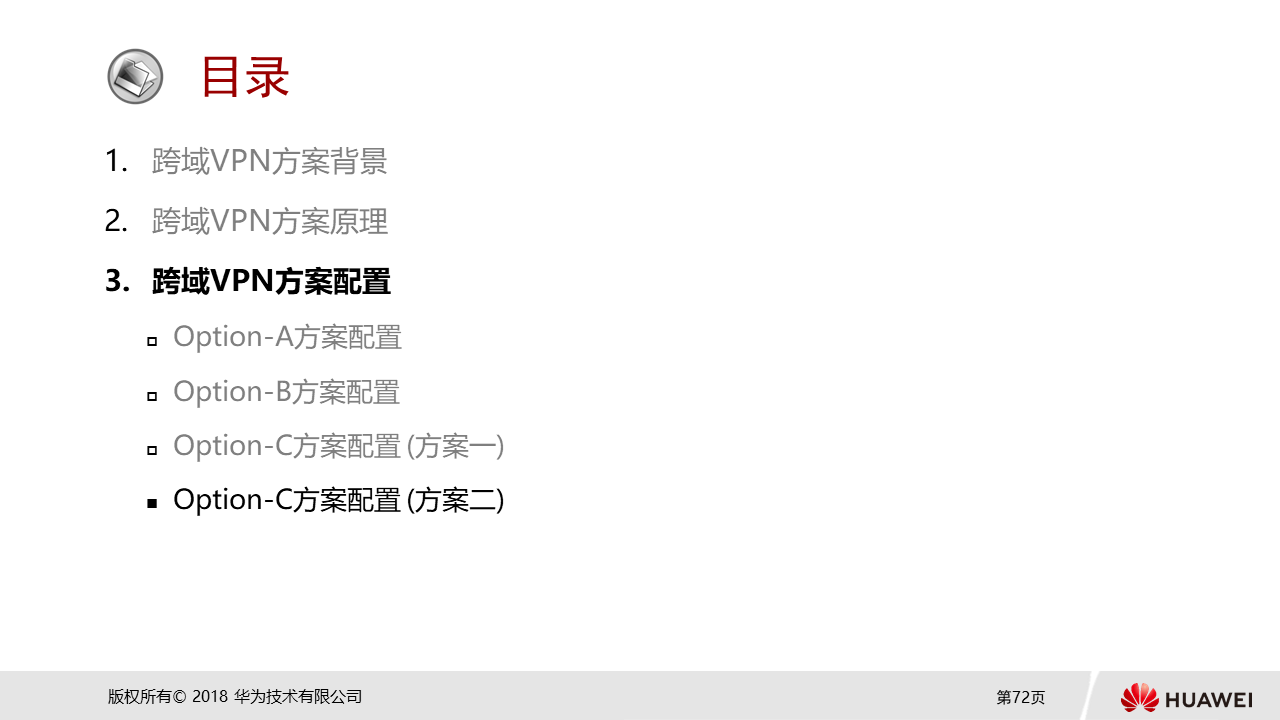 目录
1. 跨域VPN方案背景
2. 跨域VPN方案原理
3. 跨域VPN方案配置
Option-A方案配置
Option-B方案配置
Option-C方案配置 (方案一)
Option-C方案配置 (方案二)
版权所有© 2018 华为技术有限公司
第72页
HUAWEI